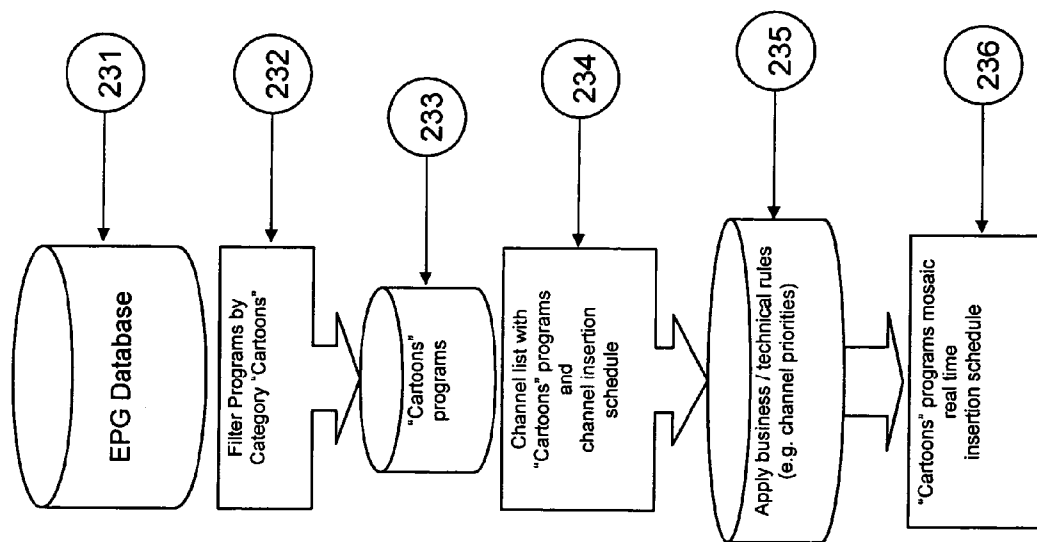 EPG Database
231
Filter Programs by
Category "Cartoons"
232
"Cartoons"
programs
233
Channel list with
"Cartoons" programs
and
channel insertion
schedule
234
Apply business / technical rules
(e.g. channel priorities)
235
"Cartoons" programs mosaic
real time
insertion schedule
236